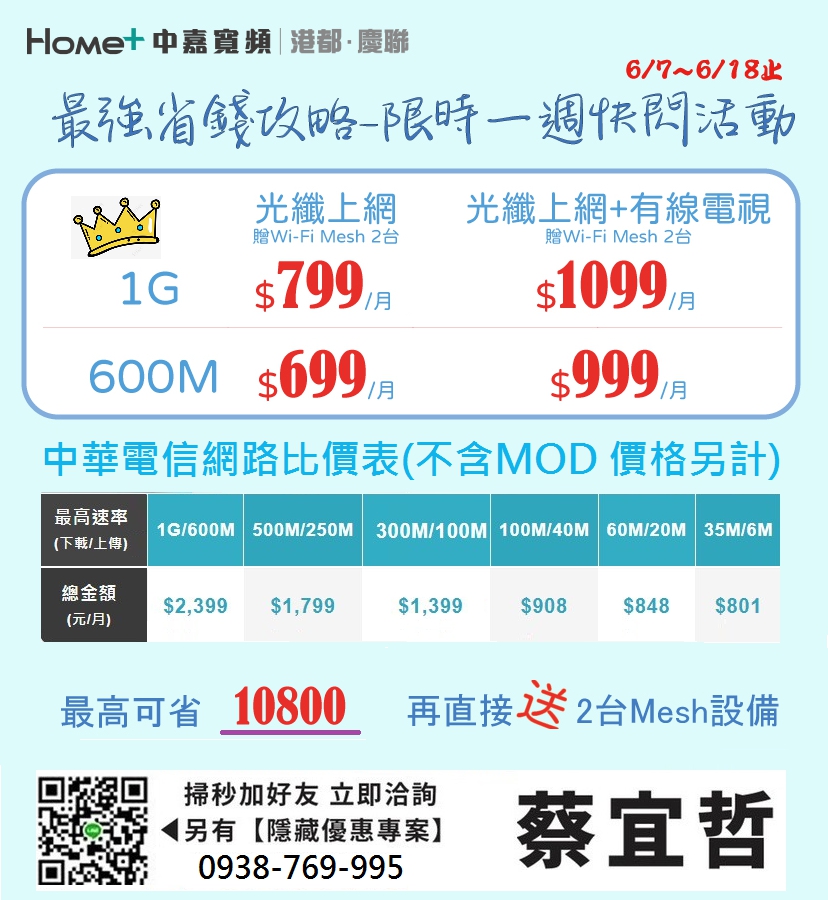 Home+ 中嘉寬頻 港都·慶聯
6/7~6/18止
最強省錢攻略-限時一週快閃活動
光纖上網 光纖上網+有線電視
贈Wi-Fi Mesh 2台 贈Wi-Fi Mesh 2台
1G $799/月 $1099/月
600M $699/月 $999/月
中華電信網路比價表(不含MOD 價格另計)
最高速率 1G/600M 500M/250M 300M/100M 100M/40M 60M/20M 35M/6M
(下載/上傳)
總金額 $2,399 $1,799 $1,399 $908 $848 $801
(元/月)
最高可省 10800 再直接送2台Mesh設備
掃秒加好友 立即洽詢
◀另有【隱藏優惠專案】
0938-769-995
蔡宜哲
LINE